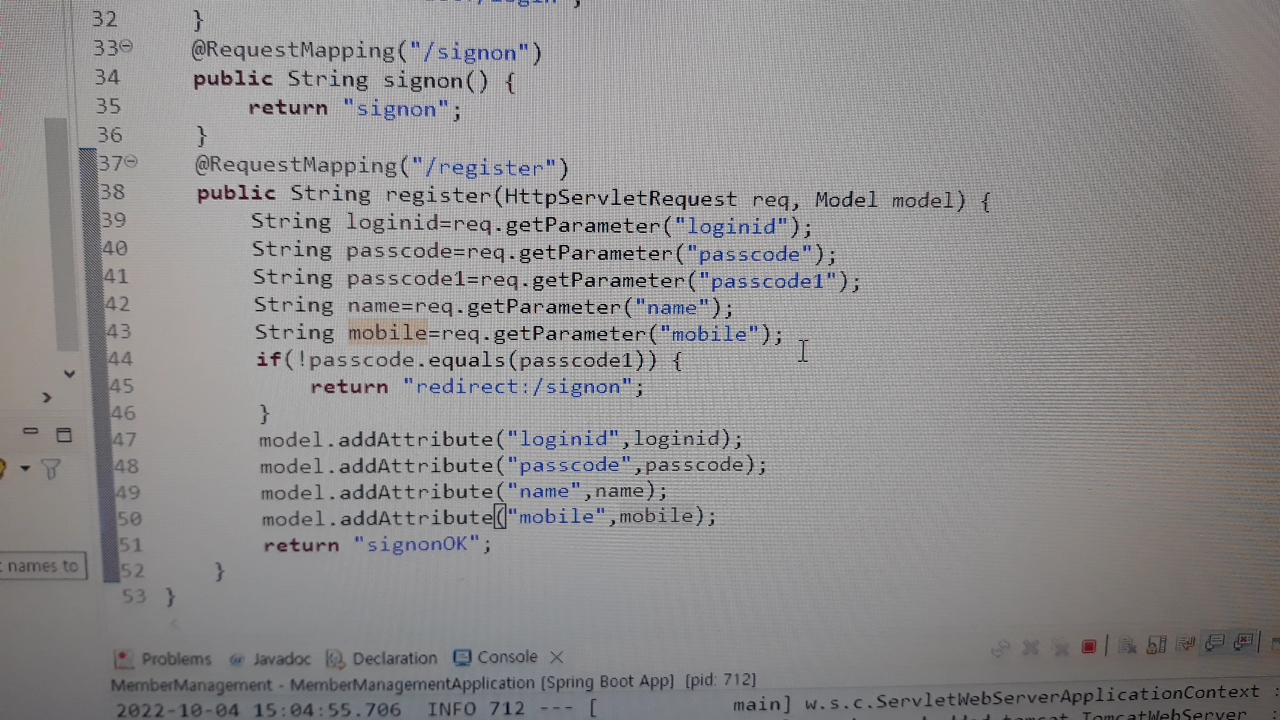 32 }
33 @RequestMapping("/signon")
34 public String signon() {
35 return "signon";
36 }
37 @RequestMapping("/register")
38 public String register(HttpServletRequest req, Model model) {
39 String loginid=req.getParameter("loginid");
40 String passcode=req.getParameter("passcode");
41 String passcode1=req.getParameter("passcode1");
42 String name=req.getParameter("name");
43 String mobile=req.getParameter("mobile");
44 if(!passcode.equals(passcode1)) {
45 return "redirect:/signon";
46 }
47 model.addAttribute("loginid",loginid);
48 model.addAttribute("passcode",passcode);
49 model.addAttribute("name",name);
50 model.addAttribute("mobile",mobile);
51 return "signonOK";
names to
52 }
53 }
Problems Javadoc Declaration Console
MemberManagement - MemberManagementApplication [Spring Boot App] [pid: 712]
2022-10-04 15:04:55.706 INFO 712 --- [ main] w.s.c.ServletWebServerApplicationContext :